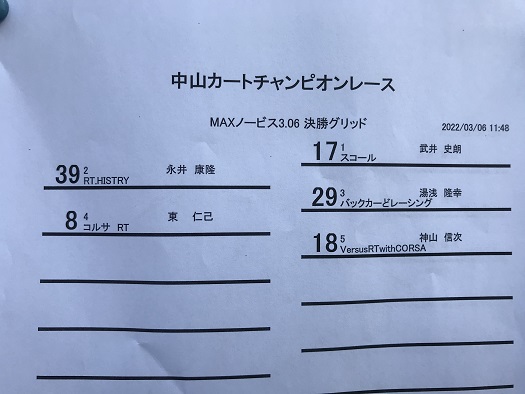 中山カートチャンピオンレース
MAXノービス3.06 決勝グリッド
2022/03/06 11:48
17 1 スコール 武井 史朗
39 2 RT.HISTRY 永井 康隆
29 3 バックカーどレーシング 湯浅 隆幸
8 4 コルサ RT 東 仁己
18 5 VersusRTwithCORSA 神山 信次